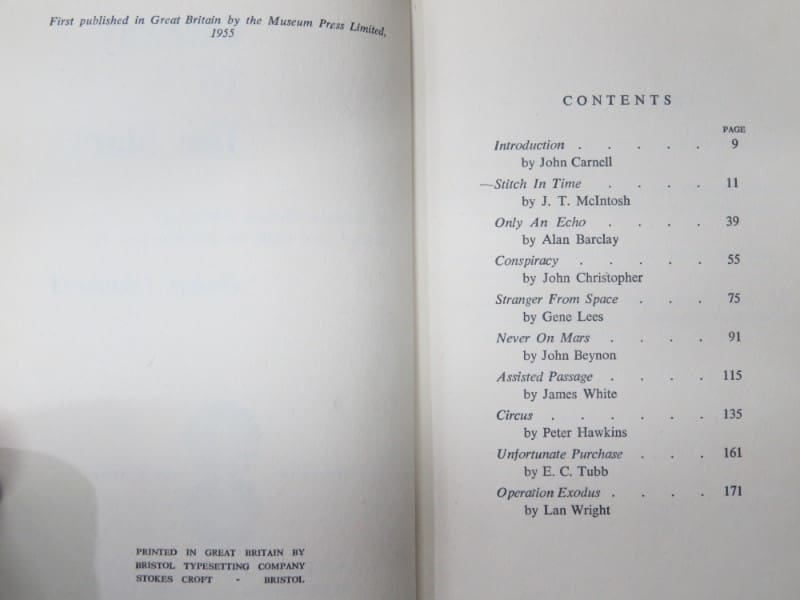 First published in Great Britain by the Museum Press Limited,
1955
PRINTED IN GREAT BRITAIN BY
BRISTOL TYPESETTING COMPANY
STOKES CROFT - BRISTOL
CONTENTS
PAGE
Introduction . . . . . 9
by John Carnell
—Stitch In Time . . . . 11
by J. T. McIntosh
Only An Echo . . . . 39
by Alan Barclay
Conspiracy . . . . . 55
by John Christopher
Stranger From Space . . . 75
by Gene Lees
Never On Mars . . . . 91
by John Beynon
Assisted Passage . . . . 115
by James White
Circus . . . . . . 135
by Peter Hawkins
Unfortunate Purchase . . . 161
by E. C. Tubb
Operation Exodus . . . . 171
by Lan Wright